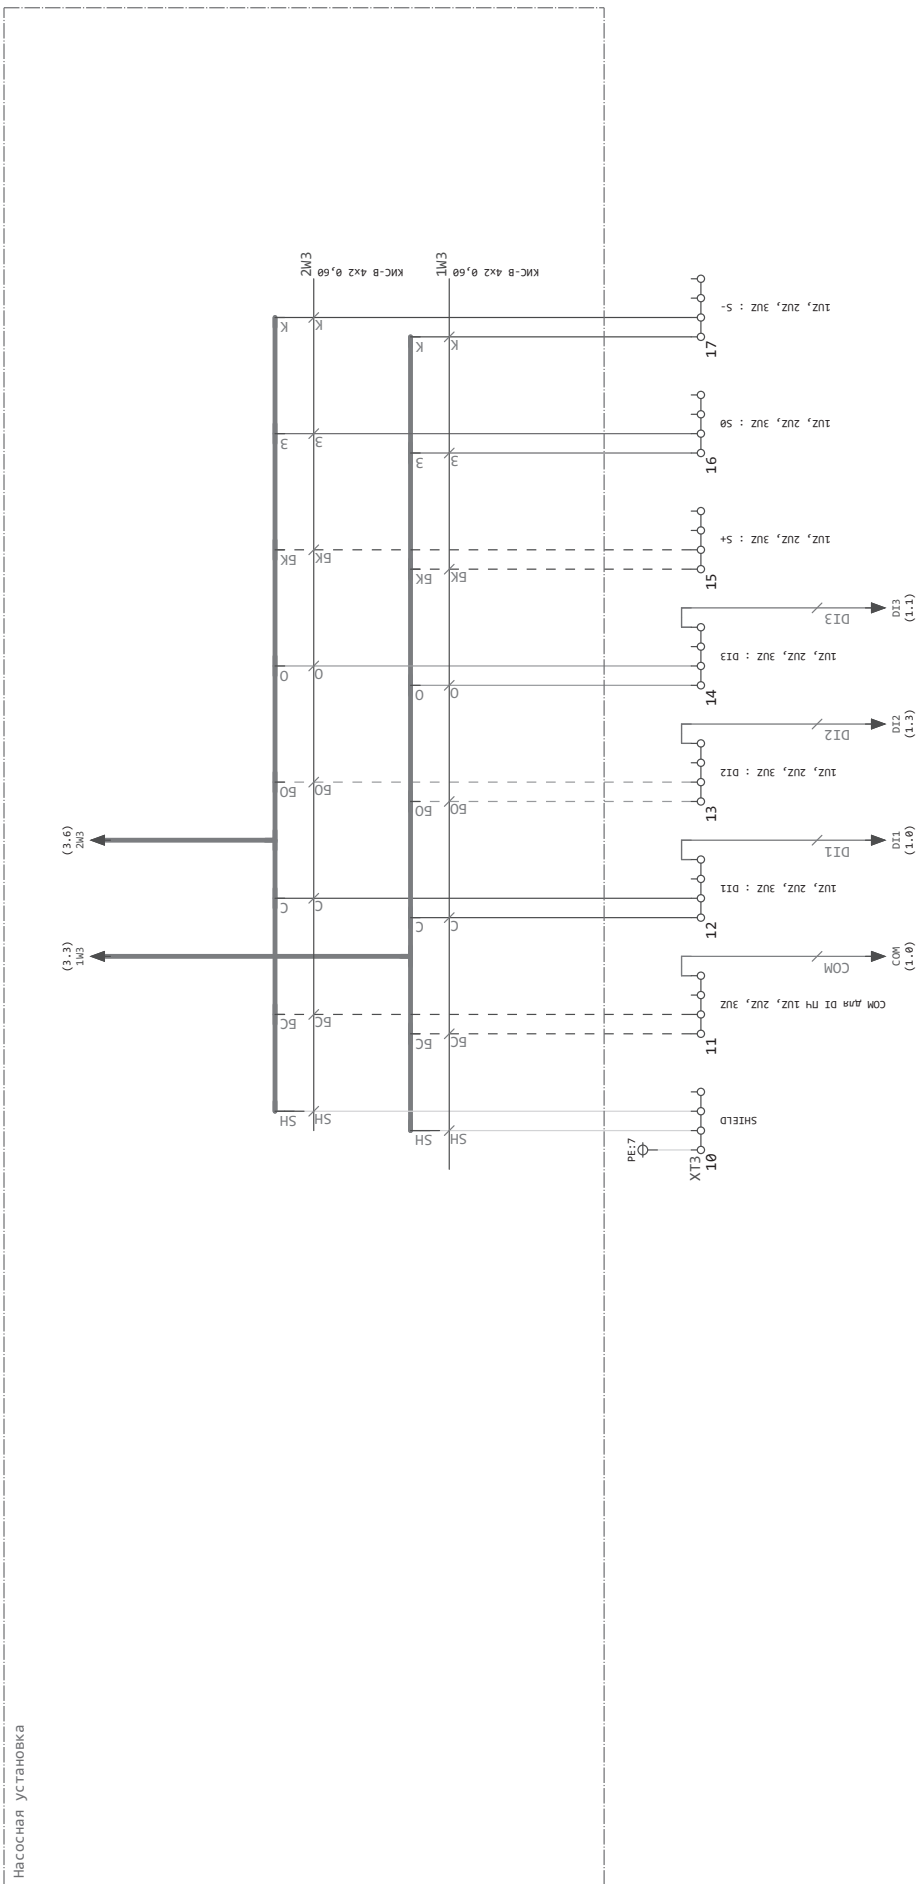 2W3
КИС-В 4x2 0,60
1W3
КИС-В 4x2 0,60
К
К
К
К
1UZ, 2UZ, 3UZ : S-
17
З
З
З
З
1UZ, 2UZ, 3UZ : S0
16
БК
БК
БК
БК
1UZ, 2UZ, 3UZ : S+
15
DI3
DI3
(1.1)
О
О
О
О
1UZ, 2UZ, 3UZ : DI3
14
DI2
DI2
(1.3)
БО
БО
БО
БО
1UZ, 2UZ, 3UZ : DI2
13
(3.6)
2W3
DI1
DI1
(1.0)
С
С
С
С
1UZ, 2UZ, 3UZ : DI1
12
(3.3)
1W3
COM
COM
(1.0)
БС
БС
БС
БС
COM для DI ПЧ 1UZ, 2UZ, 3UZ
11
SH
SH
SH
SH
SHIELD
PE:7
XT3
10
Насосная установка